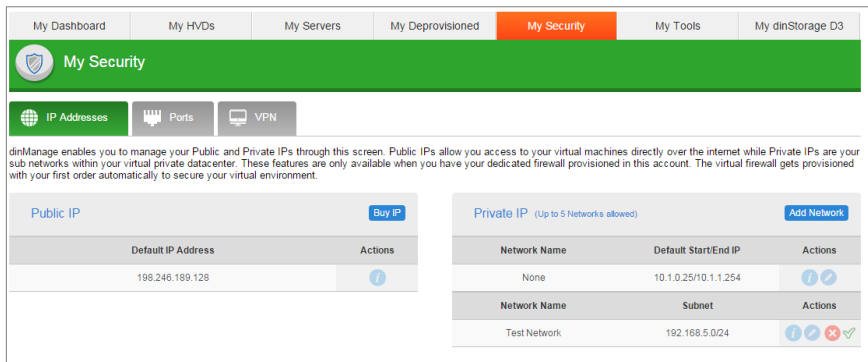 My Dashboard My HVDs My Servers My Deprovisioned My Security My Tools My dinStorage D3
My Security
IP Addresses Ports VPN
dinManage enables you to manage your Public and Private IPs through this screen. Public IPs allow you access to your virtual machines directly over the internet while Private IPs are your
sub networks within your virtual private datacenter. These features are only available when you have your dedicated firewall provisioned in this account. The virtual firewall gets provisioned
with your first order automatically to secure your virtual environment.
Public IP Buy IP
Default IP Address Actions
198.246.189.128
Private IP (Up to 5 Networks allowed) Add Network
Network Name Default Start/End IP Actions
None 10.1.0.25/10.1.1.254
Network Name Subnet Actions
Test Network 192.168.5.0/24